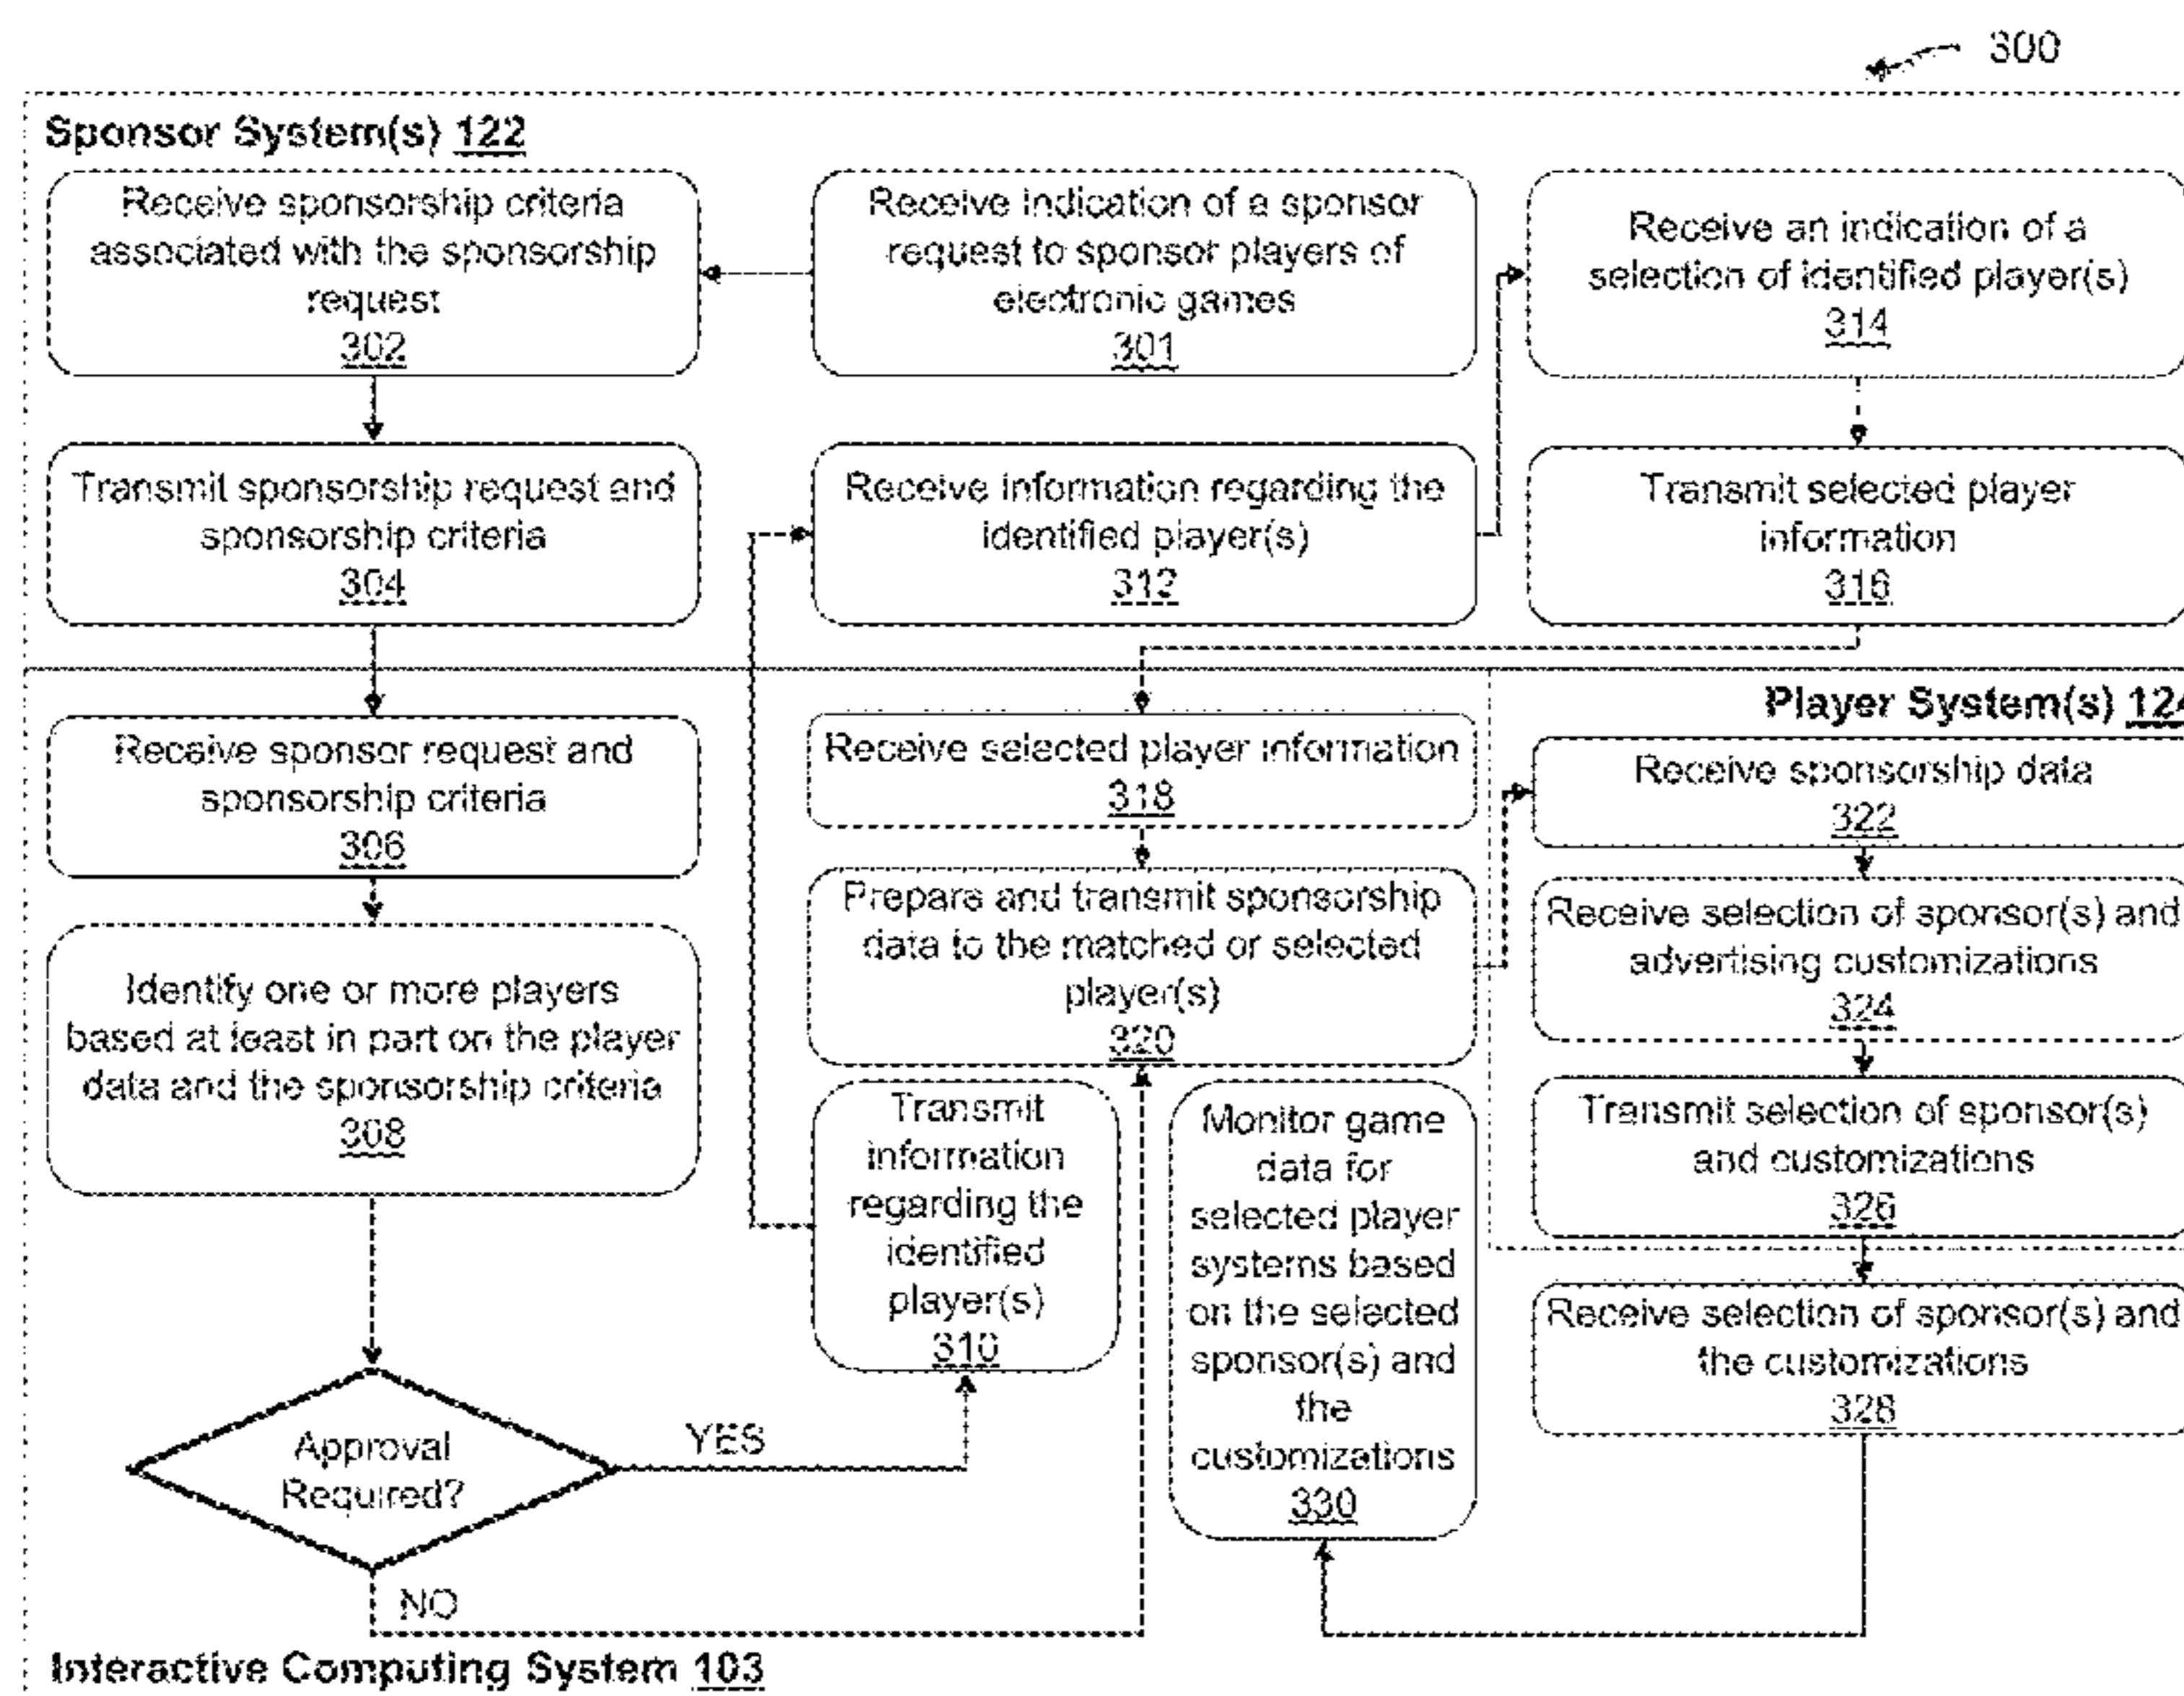 300
Sponsor System(s) 122
Receive sponsorship criteria
associated with the sponsorship
request
302
Receive indication of a sponsor
request to sponsor players of
electronic games
301
Receive an indication of a
selection of identified player(s)
314
Transmit sponsorship request and
sponsorship criteria
304
Receive information regarding the
identified player(s)
312
Transmit selected player
information
316
Player System(s) 124
Receive sponsor request and
sponsorship criteria
306
Receive selected player information
318
Receive sponsorship data
322
Identify one or more players
based at least in part on the player
data and the sponsorship criteria
308
Prepare and transmit sponsorship
data to the matched or selected
player(s)
320
Receive selection of sponsor(s) and
advertising customizations
324
Transmit
information
regarding the
identified
player(s)
310
Monitor game
data for
selected player
systems based
on the selected
sponsor(s) and
the
customizations
330
Transmit selection of sponsor(s)
and customizations
326
Receive selection of sponsor(s) and
the customizations
328
Approval
Required?
YES
NO
Interactive Computing System 103